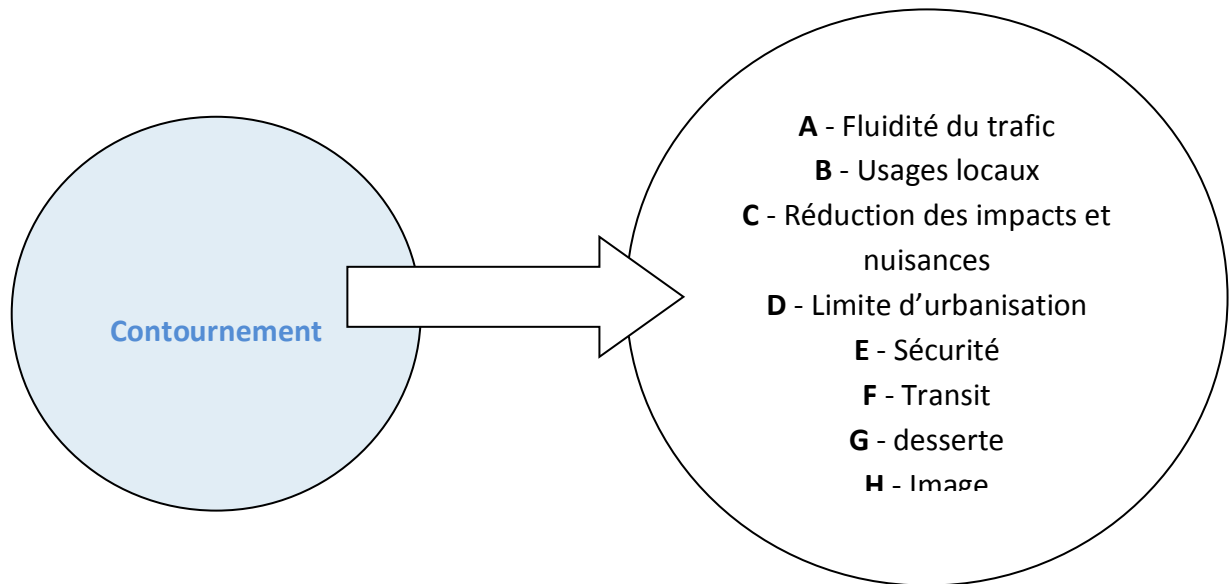 Contournement
A - Fluidité du trafic
B - Usages locaux
C - Réduction des impacts et
nuisances
D - Limite d’urbanisation
E - Sécurité
F - Transit
G - desserte
H - Image